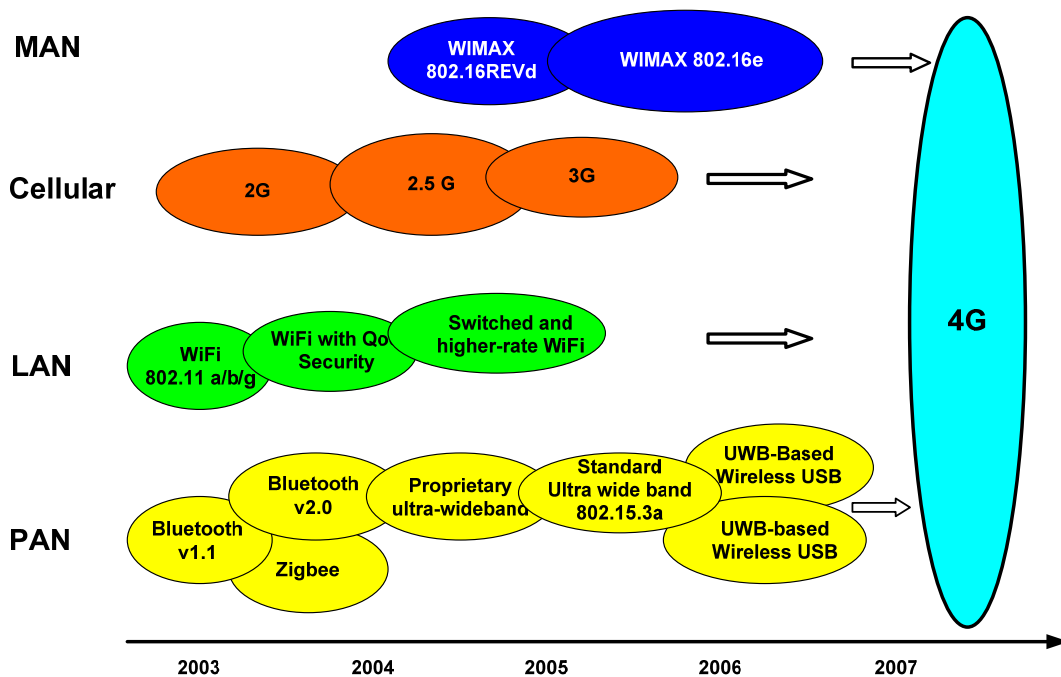 MAN
WIMAX
802.16REVd
WIMAX 802.16e
Cellular
2G
2.5 G
3G
4G
LAN
WiFi
802.11 a/b/g
WiFi with Qo
Security
Switched and
higher-rate WiFi
PAN
Bluetooth
v1.1
Bluetooth
v2.0
Zigbee
Proprietary
ultra-wideband
Standard
Ultra wide band
802.15.3a
UWB-Based
Wireless USB
UWB-based
Wireless USB
2003
2004
2005
2006
2007